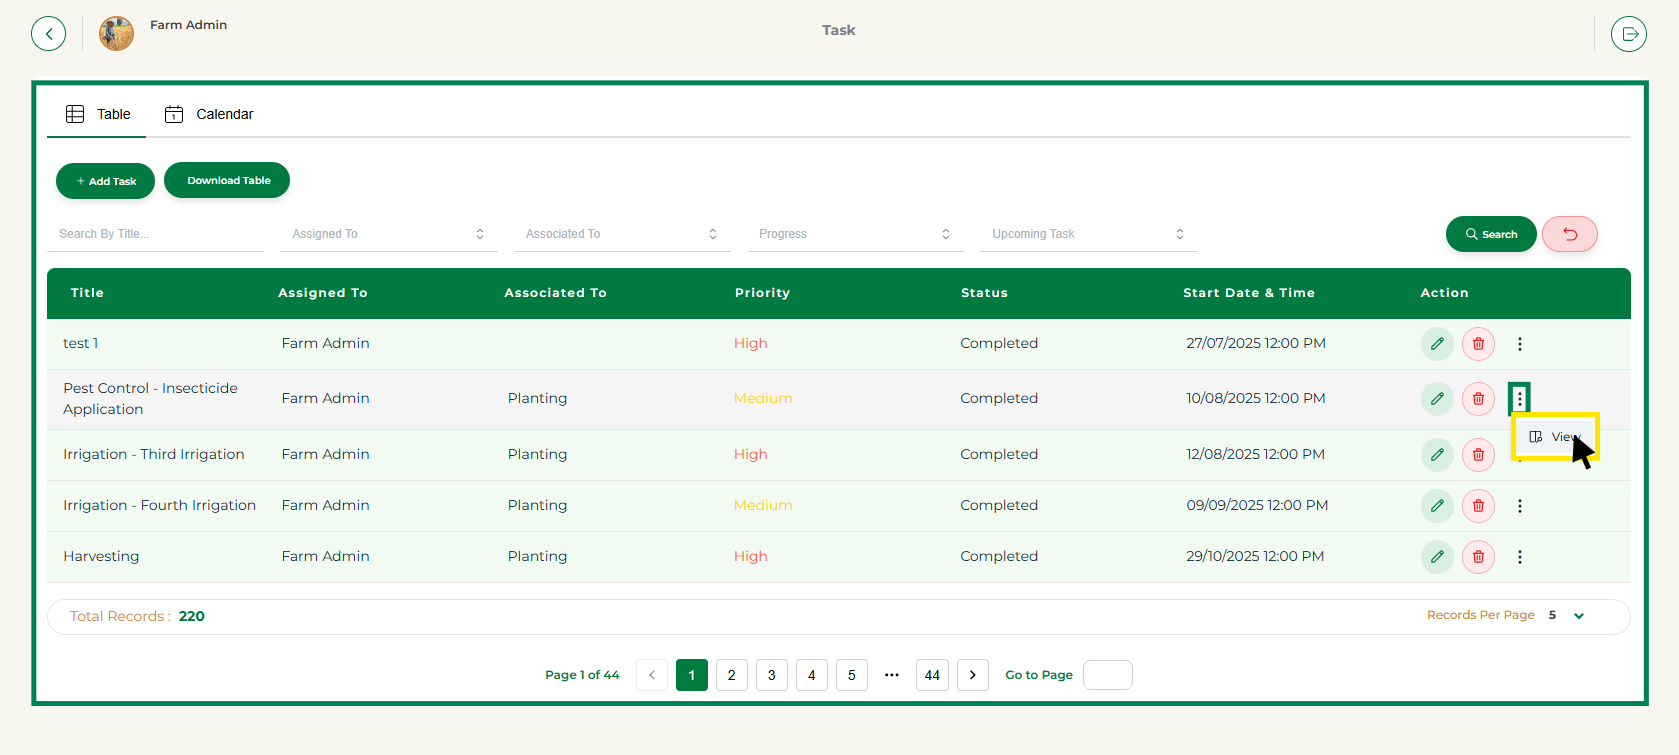 Farm Admin
Task
Table
1
Calendar
+ Add Task
Download Table
Search By Title...
Assigned To
Associated To
Progress
Upcoming Task
Search
Title
Assigned To
Associated To
Priority
Status
Start Date & Time
Action
test 1
Farm Admin
High
Completed
27/07/2025 12:00 PM
Pest Control - Insecticide
Application
Farm Admin
Planting
Medium
Completed
10/08/2025 12:00 PM
View
Irrigation - Third Irrigation
Farm Admin
Planting
High
Completed
12/08/2025 12:00 PM
Irrigation - Fourth Irrigation
Farm Admin
Planting
Medium
Completed
09/09/2025 12:00 PM
Harvesting
Farm Admin
Planting
High
Completed
29/10/2025 12:00 PM
Total Records : 220
Records Per Page 5
Page 1 of 44
1
2
3
4
5
•••
44
Go to Page